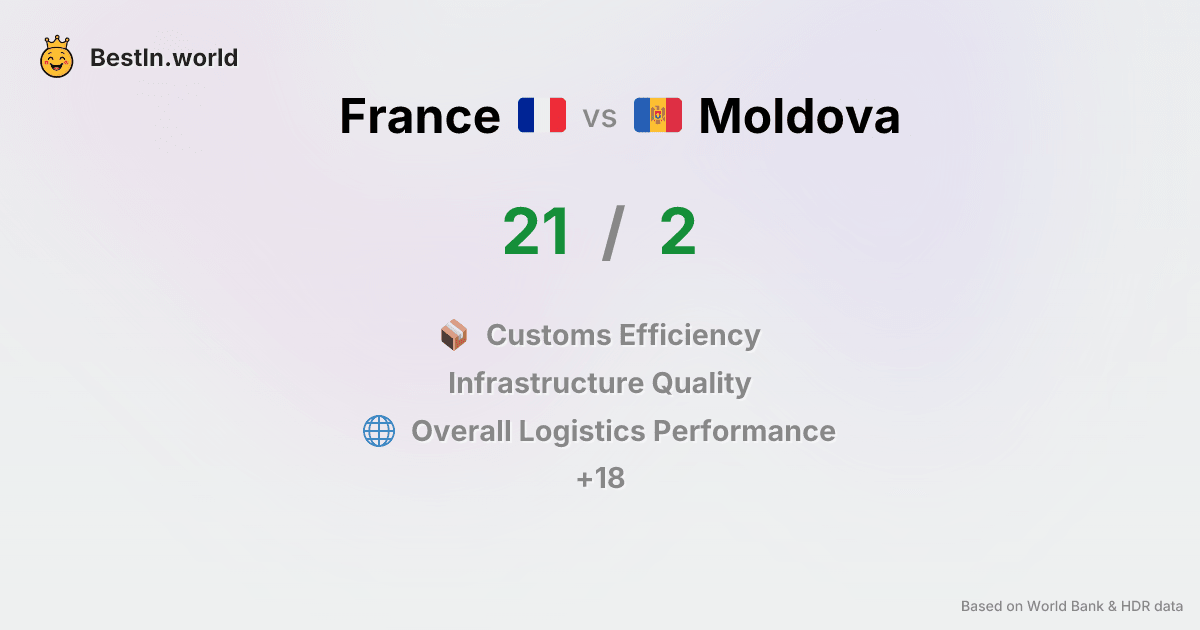 BestIn.world
France vs Moldova
21 / 2
Customs Efficiency
Infrastructure Quality
Overall Logistics Performance
+18
Based on World Bank & HDR data